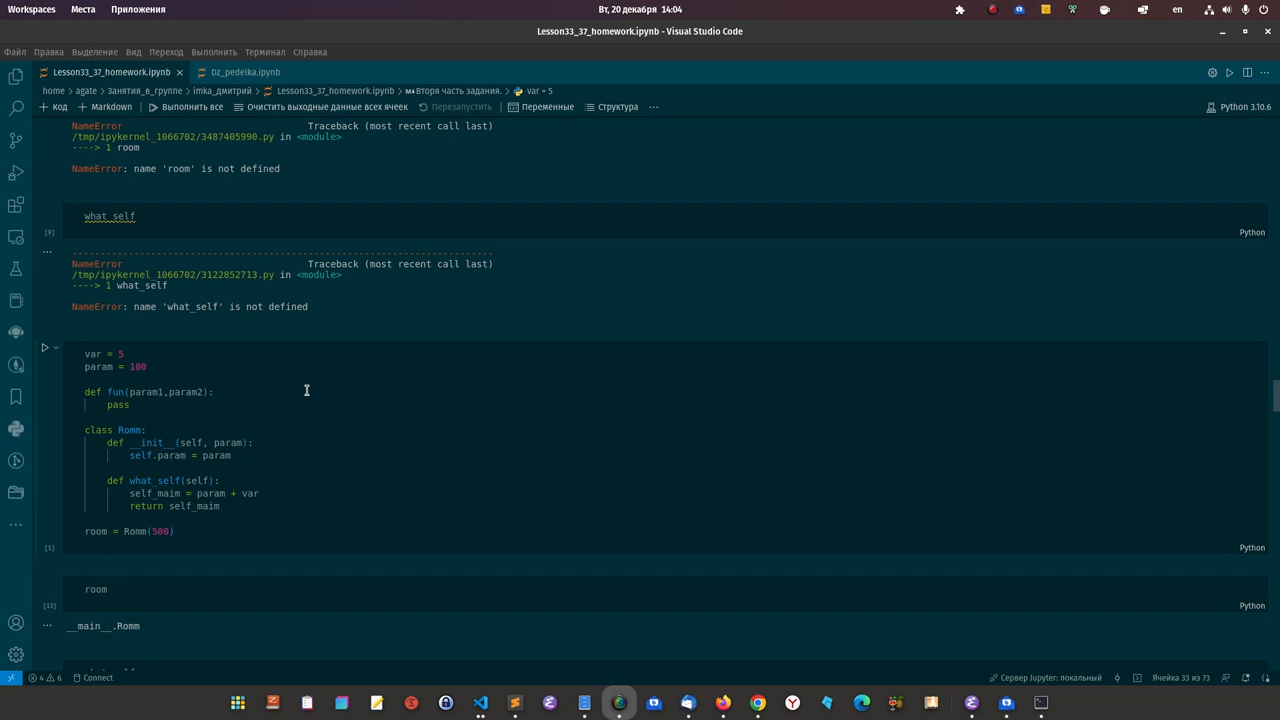 Workspaces Места Приложения Вт, 20 декабря 14:04 en
Lesson33_37_homework.ipynb - Visual Studio Code
Файл Правка Выделение Вид Переход Выполнить Терминал Справка
Lesson33_37_homework.ipynb × Dz_pedelka.ipynb
home > agate > Занятия_в_группе > imka_дмитрий > Lesson33_37_homework.ipynb > M↓Вторя часть задания. > var = 5
+ Код + Markdown Выполнить все Очистить выходные данные всех ячеек Перезапустить Переменные Структура ··· Python 3.10.6
NameError Traceback (most recent call last)
/tmp/ipykernel_1066702/3487405990.py in <module>
----> 1 room
NameError: name 'room' is not defined
what_self
[9] Python
---------------------------------------------------------------------------
NameError Traceback (most recent call last)
/tmp/ipykernel_1066702/3122852713.py in <module>
----> 1 what_self
NameError: name 'what_self' is not defined
var = 5
param = 100
def fun(param1,param2):
pass
class Romm:
def __init__(self, param):
self.param = param
def what_self(self):
self_maim = param + var
return self_maim
room = Romm(500)
[1] Python
room
[13] Python
__main__.Romm
4 6 Connect Сервер Jupyter: локальный Ячейка 33 из 73